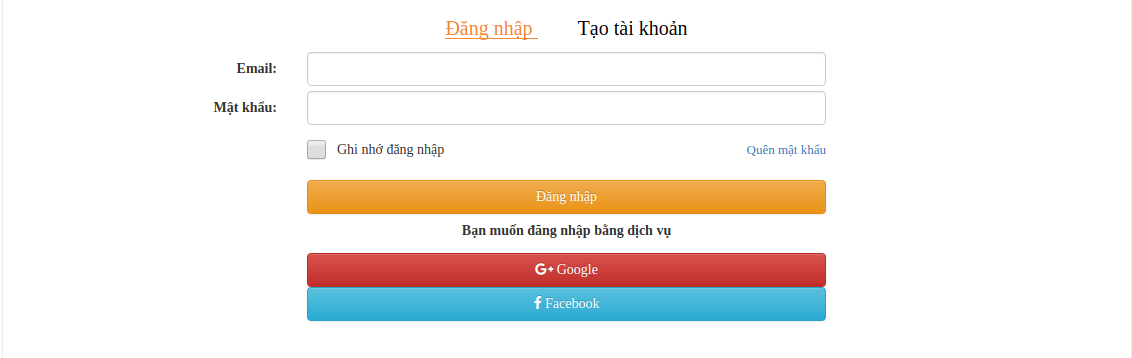 Đăng nhập Tạo tài khoản
Email:
Mật khẩu:
Ghi nhớ đăng nhập Quên mật khẩu
Đăng nhập
Bạn muốn đăng nhập bằng dịch vụ
G+ Google
f Facebook